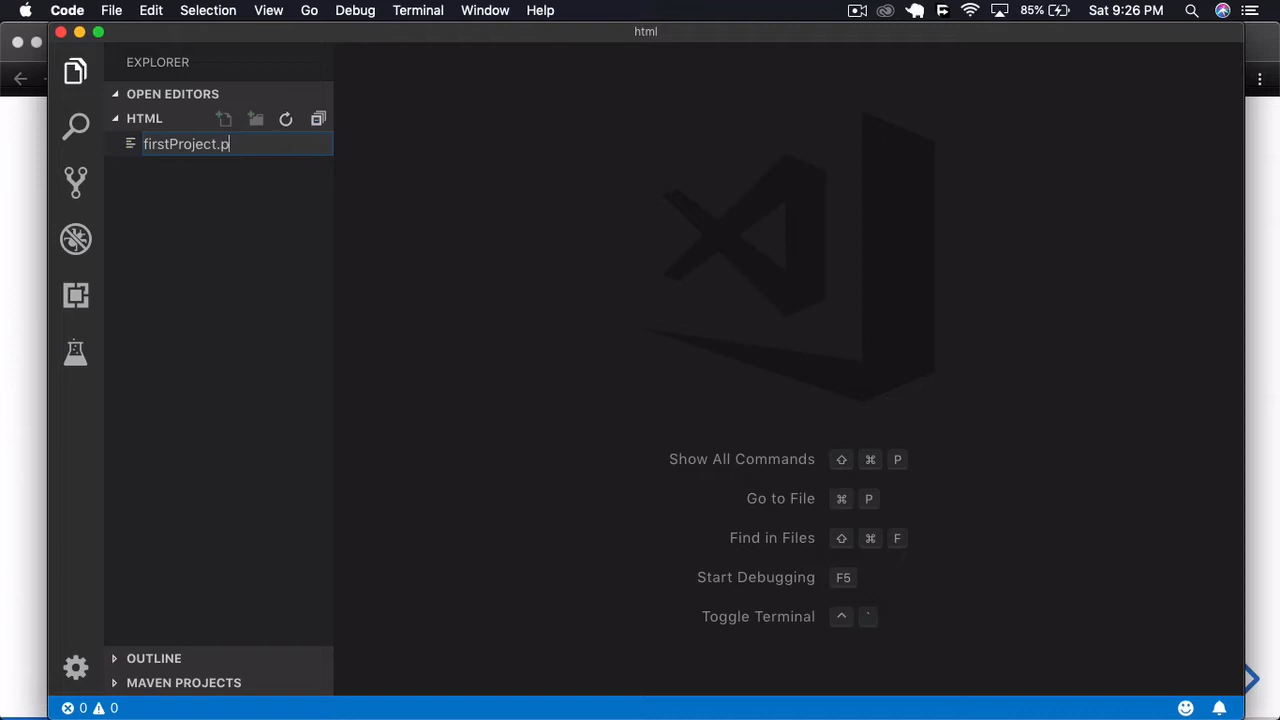 Code File Edit Selection View Go Debug Terminal Window Help 85% Sat 9:26 PM
html
EXPLORER
OPEN EDITORS
HTML
firstProject.p
Show All Commands ⇧ ⌘ P
Go to File ⌘ P
Find in Files ⇧ ⌘ F
Start Debugging F5
Toggle Terminal ^ `
OUTLINE
MAVEN PROJECTS
0 0